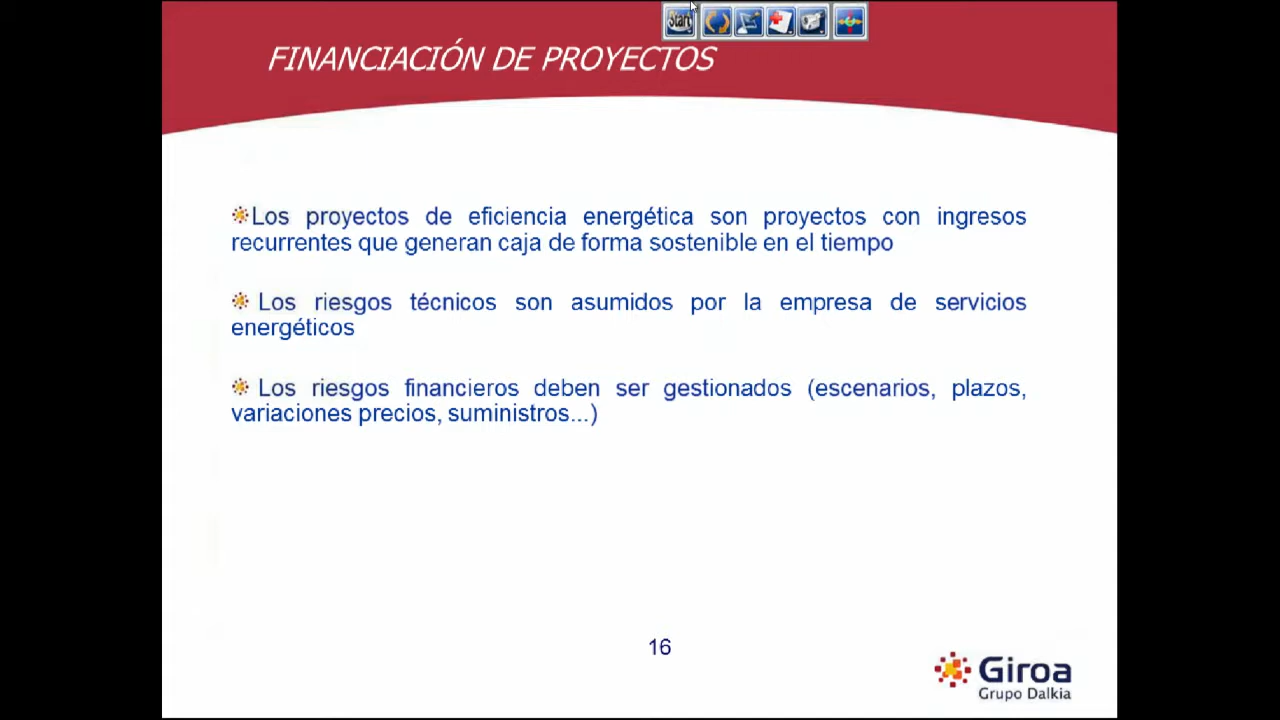 Start
FINANCIACIÓN DE PROYECTOS
Los proyectos de eficiencia energética son proyectos con ingresos
recurrentes que generan caja de forma sostenible en el tiempo
Los riesgos técnicos son asumidos por la empresa de servicios
energéticos
Los riesgos financieros deben ser gestionados (escenarios, plazos,
variaciones precios, suministros...)
16
Giroa
Grupo Dalkia